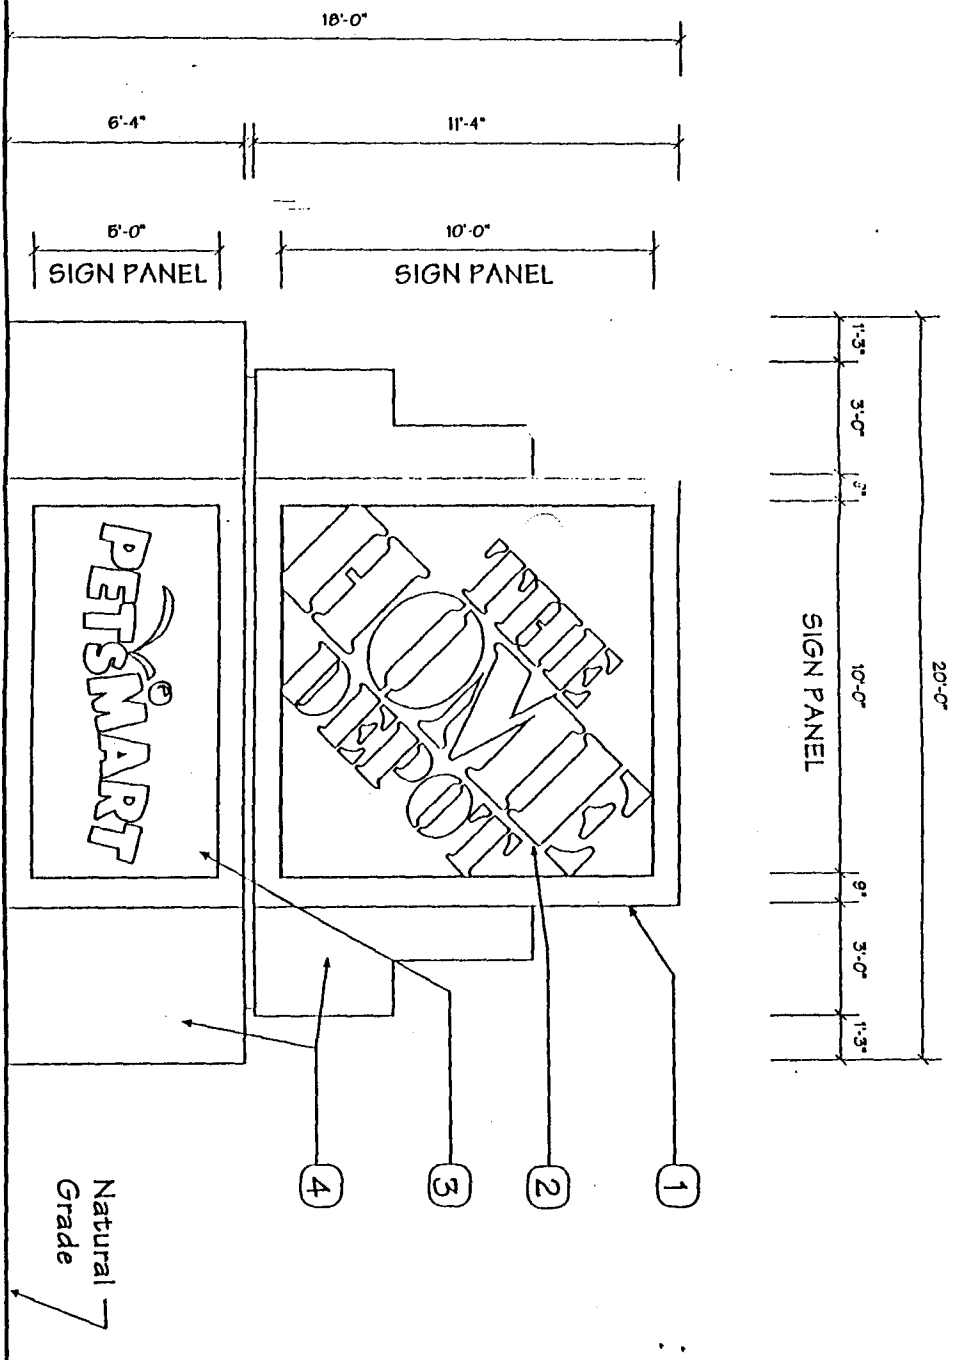 20'-0"
1'-3"
3'-0"
10'-0"
9"
3'-0"
1'-3"
SIGN PANEL
18'-0"
11'-4"
6'-4"
10'-0"
SIGN PANEL
5'-0"
SIGN PANEL
THE
HOME
DEPOT
PETSMART
1
2
3
4
Natural
Grade